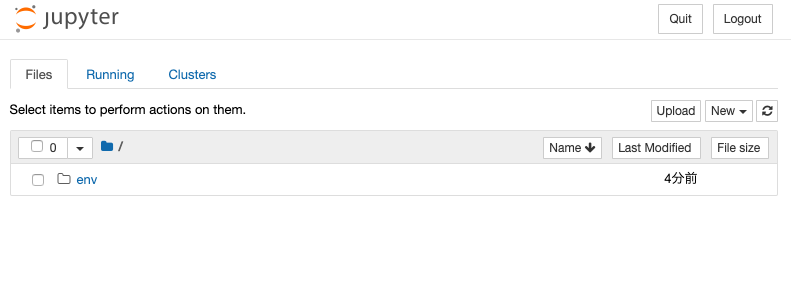 jupyter Quit Logout
Files Running Clusters
Select items to perform actions on them. Upload New
0 / Name Last Modified File size
env 4分前